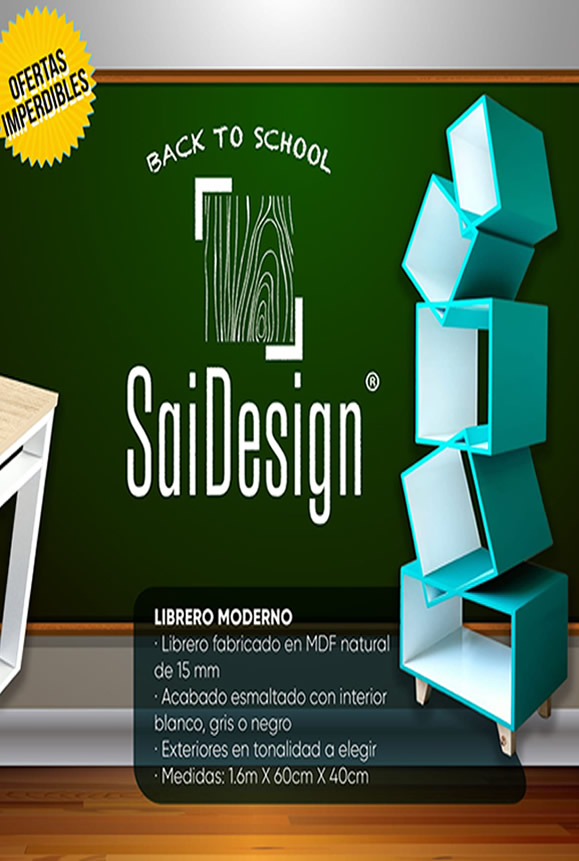 OFERTAS
IMPERDIBLES
BACK TO SCHOOL
SaiDesign®
LIBRERO MODERNO
· Librero fabricado en MDF natural
de 15 mm
· Acabado esmaltado con interior
blanco, gris o negro
· Exteriores en tonalidad a elegir
· Medidas: 1.6m X 60cm X 40cm